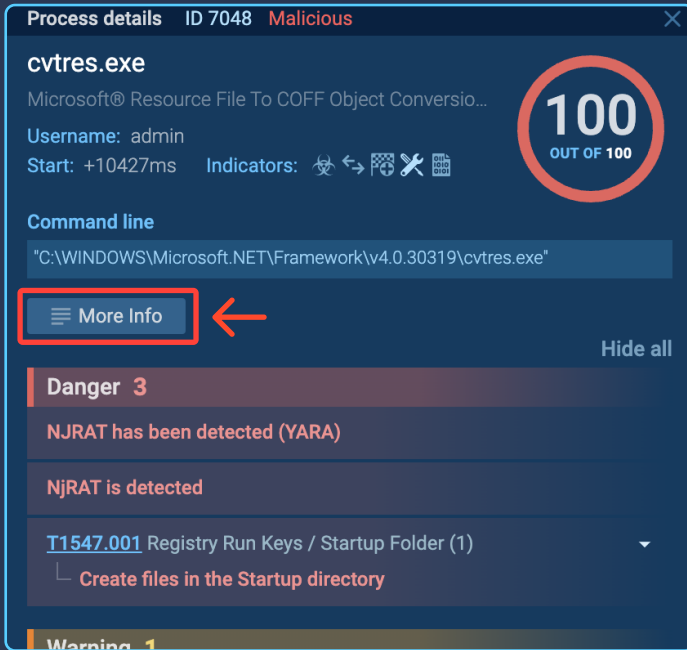 Process details ID 7048 Malicious
cvtres.exe
Microsoft® Resource File To COFF Object Conversio...
100
OUT OF 100
Username: admin
Start: +10427ms Indicators:
Command line
"C:\WINDOWS\Microsoft.NET\Framework\v4.0.30319\cvtres.exe"
More Info
Hide all
Danger 3
NJRAT has been detected (YARA)
NjRAT is detected
T1547.001 Registry Run Keys / Startup Folder (1)
Create files in the Startup directory
Warning 1